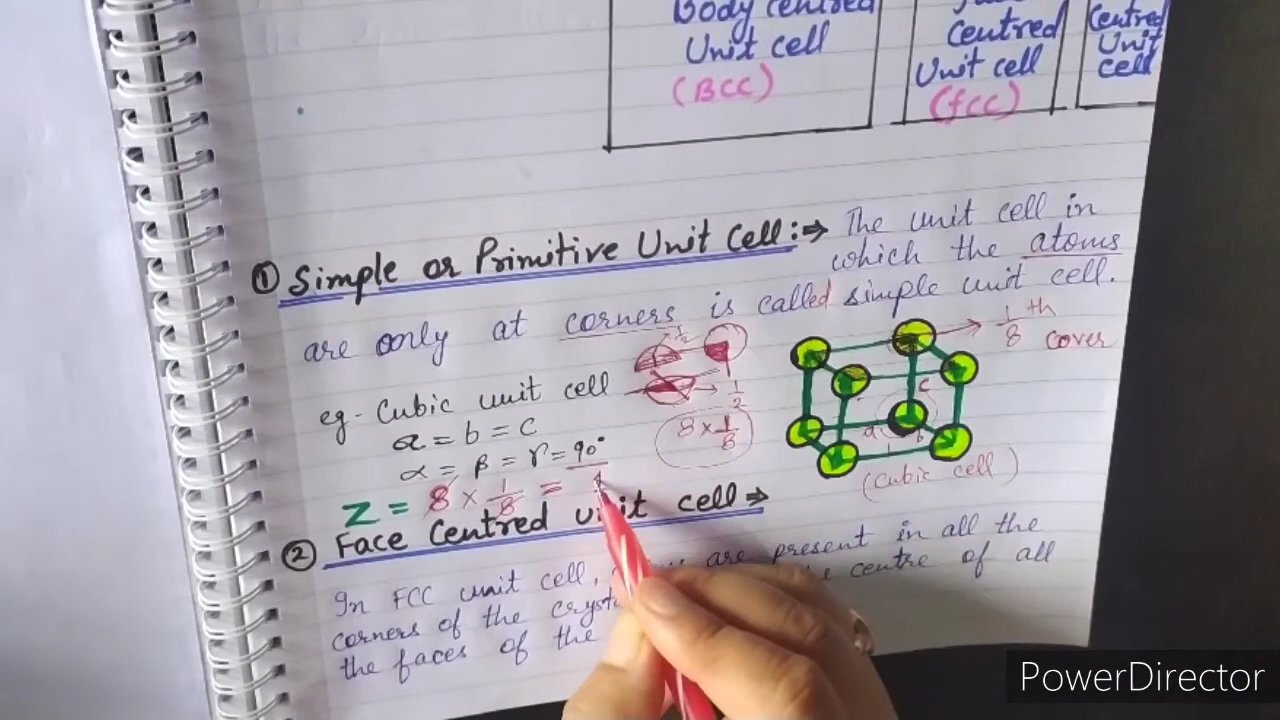 Body centred
Unit cell
(BCC)
centred
Unit cell
(fCC)
Centred
Unit
cell
① Simple or Primitive Unit Cell:⇒ The unit cell in
which the atoms
are only at corners is called simple unit cell.
1/2
1/8 th
cover
eg- Cubic unit cell
→ 1/2
a = b = c
8 × 1/8
α = β = γ = 90°
c
a
b
(Cubic cell)
Z = 8 × 1/8 = 1
② Face Centred unit cell ⇒
In FCC unit cell, are present in all the
corners of the centre of all
the faces of the
PowerDirector